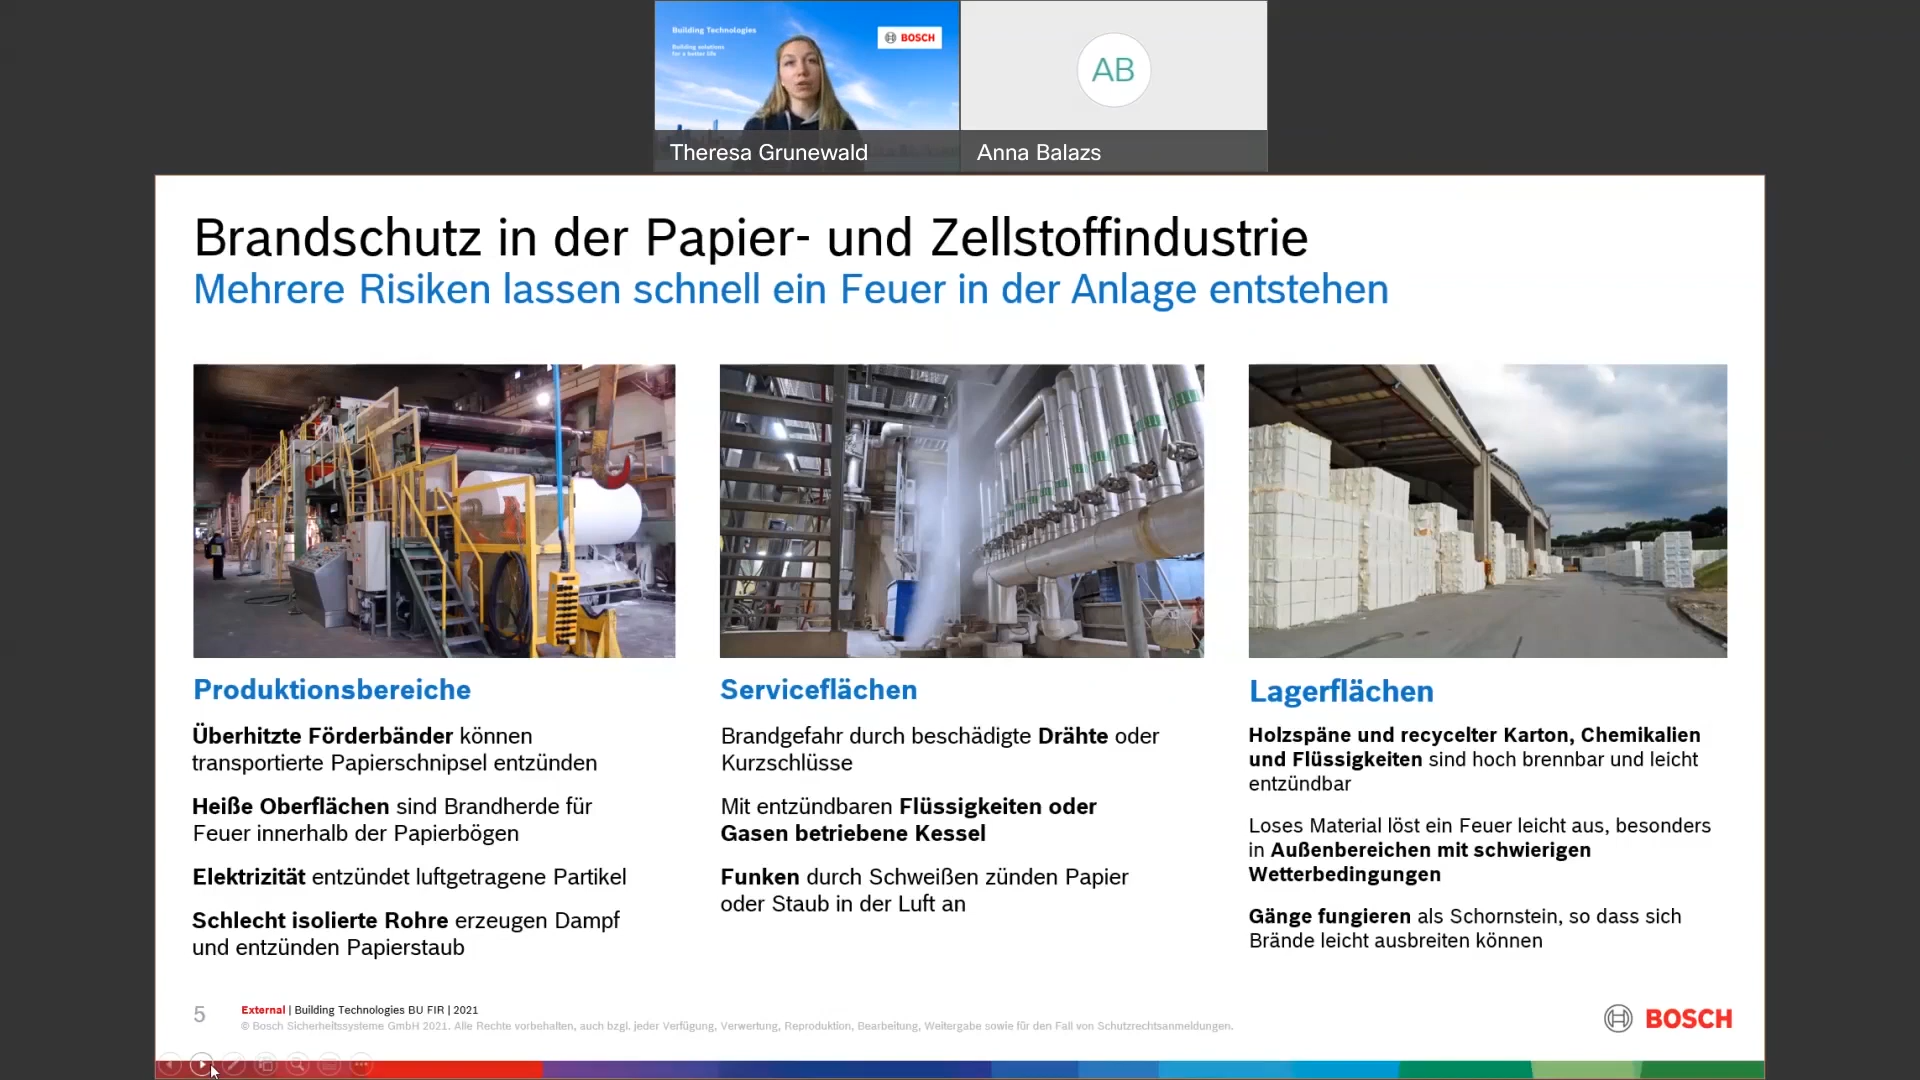 Building Technologies
Building solutions
for a better life
BOSCH
AB
Theresa Grunewald
Anna Balazs
Brandschutz in der Papier- und Zellstoffindustrie
Mehrere Risiken lassen schnell ein Feuer in der Anlage entstehen
Produktionsbereiche
Überhitzte Förderbänder können
transportierte Papierschnipsel entzünden
Heiße Oberflächen sind Brandherde für
Feuer innerhalb der Papierbögen
Elektrizität entzündet luftgetragene Partikel
Schlecht isolierte Rohre erzeugen Dampf
und entzünden Papierstaub
Serviceflächen
Brandgefahr durch beschädigte Drähte oder
Kurzschlüsse
Mit entzündbaren Flüssigkeiten oder
Gasen betriebene Kessel
Funken durch Schweißen zünden Papier
oder Staub in der Luft an
Lagerflächen
Holzspäne und recycelter Karton, Chemikalien
und Flüssigkeiten sind hoch brennbar und leicht
entzündbar
Loses Material löst ein Feuer leicht aus, besonders
in Außenbereichen mit schwierigen
Wetterbedingungen
Gänge fungieren als Schornstein, so dass sich
Brände leicht ausbreiten können
5
External | Building Technologies BU FIR | 2021
© Bosch Sicherheitssysteme GmbH 2021. Alle Rechte vorbehalten, auch bzgl. jeder Verfügung, Verwertung, Reproduktion, Bearbeitung, Weitergabe sowie für den Fall von Schutzrechtsanmeldungen.
BOSCH